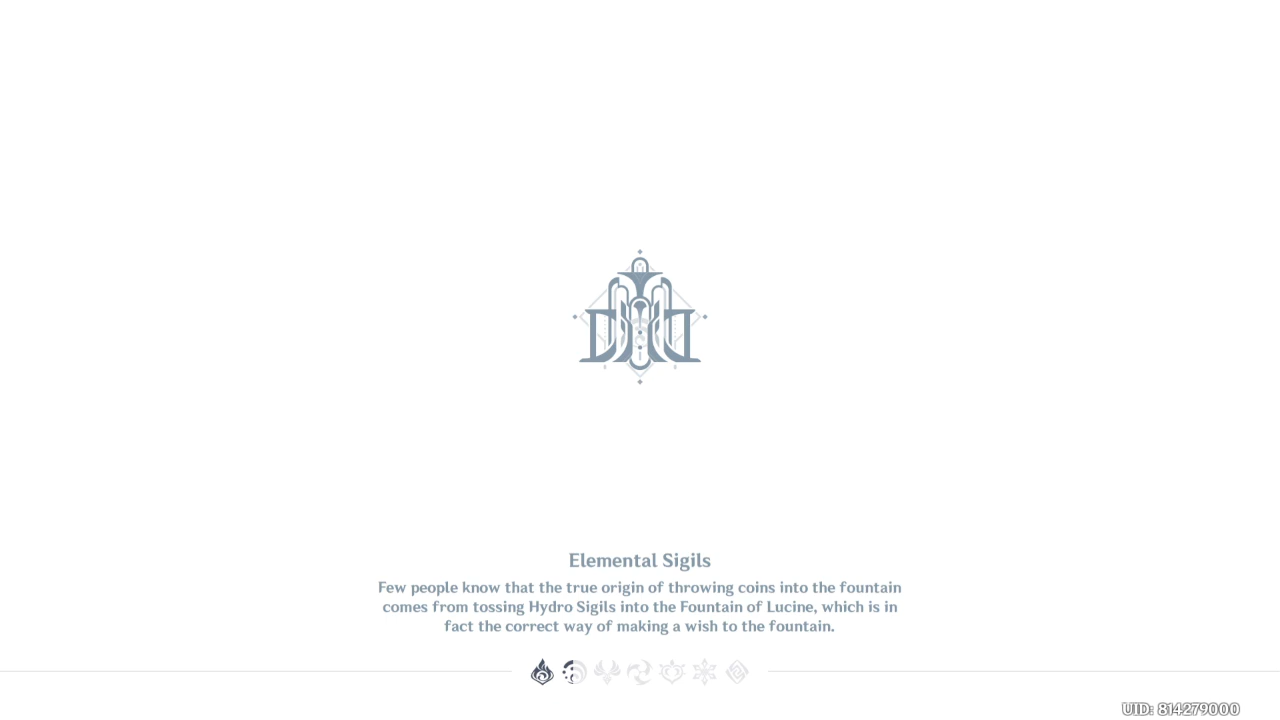 Elemental Sigils
Few people know that the true origin of throwing coins into the fountain
comes from tossing Hydro Sigils into the Fountain of Lucine, which is in
fact the correct way of making a wish to the fountain.
UID: 814279000